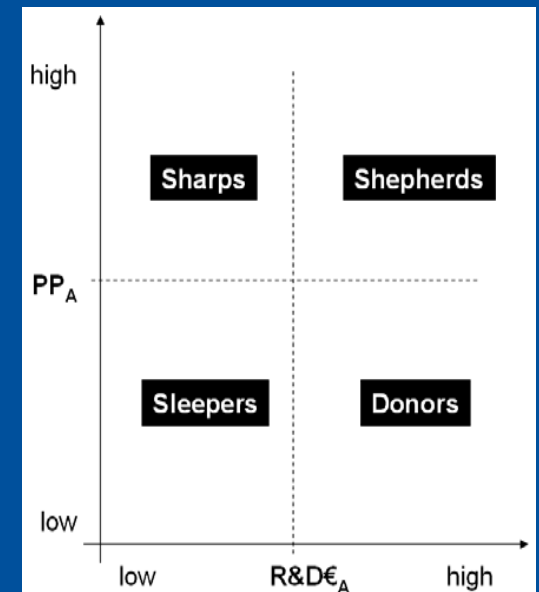 high
Sharps Shepherds
PPA
Sleepers Donors
low
low R&D€A high